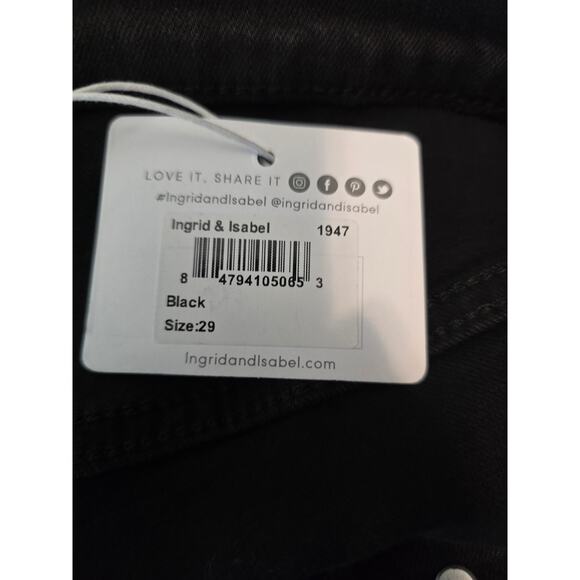 LOVE IT. SHARE IT
#IngridandIsabel @ingridandisabel
Ingrid & Isabel 1947
8 4794105065 3
Black
Size:29
IngridandIsabel.com